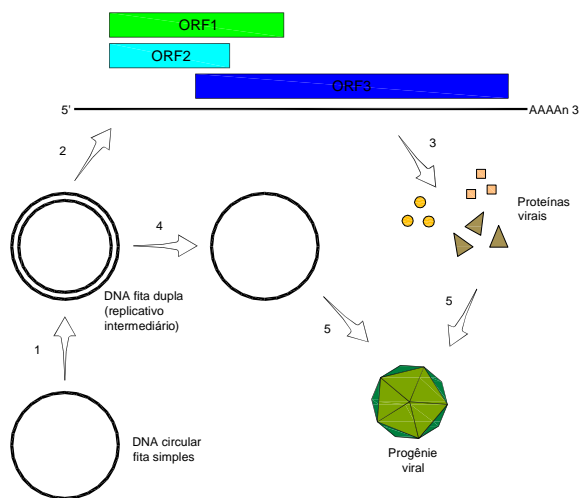 ORF1
ORF2
ORF3
5'
AAAAn 3
2
3
Proteínas
virais
4
DNA fita dupla
(replicativo
intermediário)
5
5
1
DNA circular
fita simples
Progênie
viral